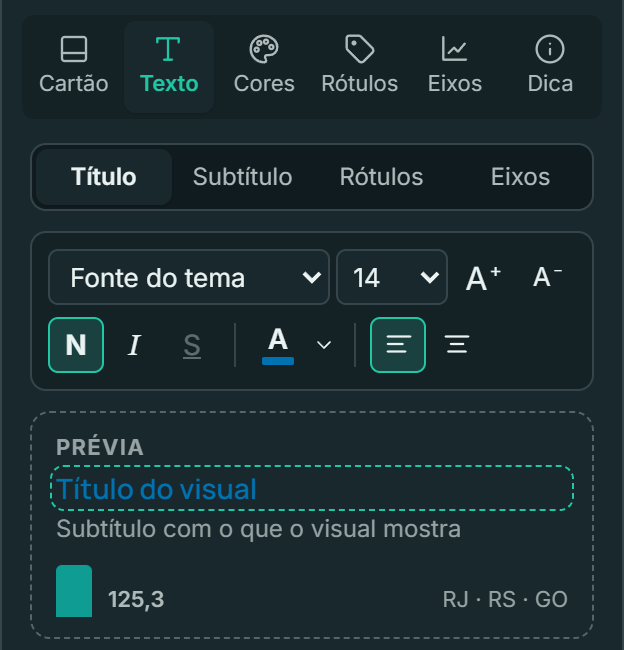 Cartão Texto Cores Rótulos Eixos Dica
Título Subtítulo Rótulos Eixos
Fonte do tema 14 A⁺ A⁻
N I S A
PRÉVIA
Título do visual
Subtítulo com o que o visual mostra
125,3 RJ · RS · GO